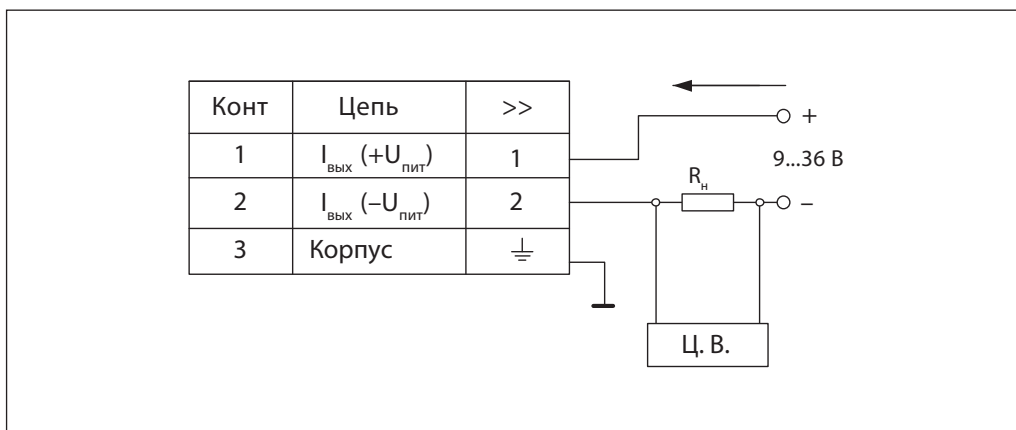 Конт Цепь >>
1 Iвых (+Uпит) 1
2 Iвых (–Uпит) 2
3 Корпус
+
9...36 В
Rн
–
Ц. В.